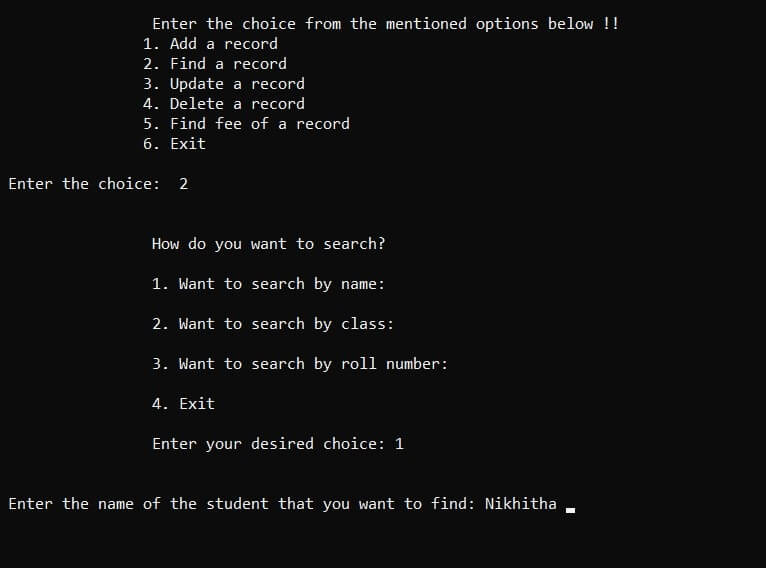 Enter the choice from the mentioned options below !!
1. Add a record
2. Find a record
3. Update a record
4. Delete a record
5. Find fee of a record
6. Exit
Enter the choice:  2
How do you want to search?
1. Want to search by name:
2. Want to search by class:
3. Want to search by roll number:
4. Exit
Enter your desired choice: 1
Enter the name of the student that you want to find: Nikhitha